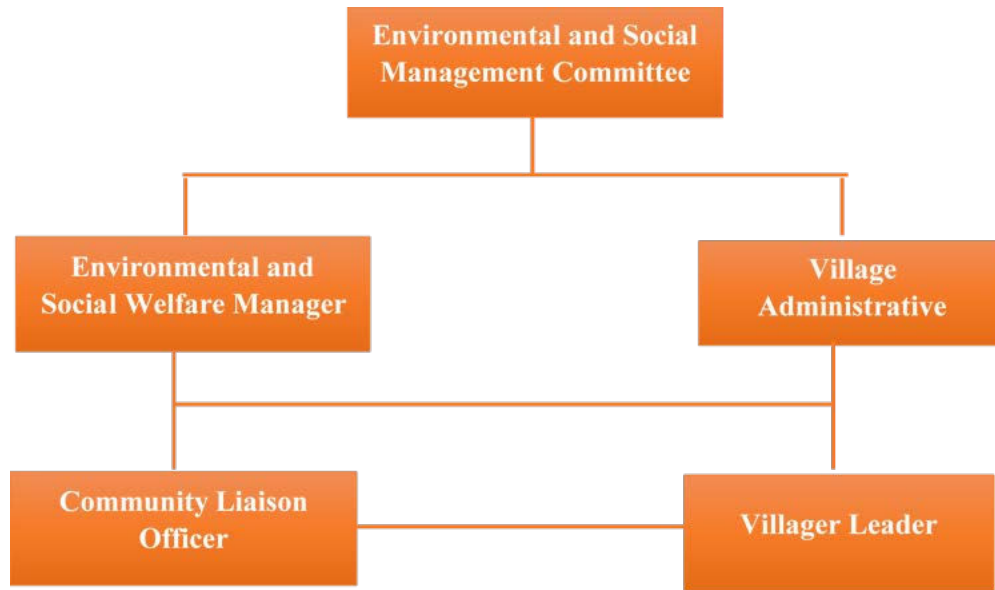 Environmental and Social
Management Committee
Environmental and
Social Welfare Manager
Village
Administrative
Community Liaison
Officer
Villager Leader